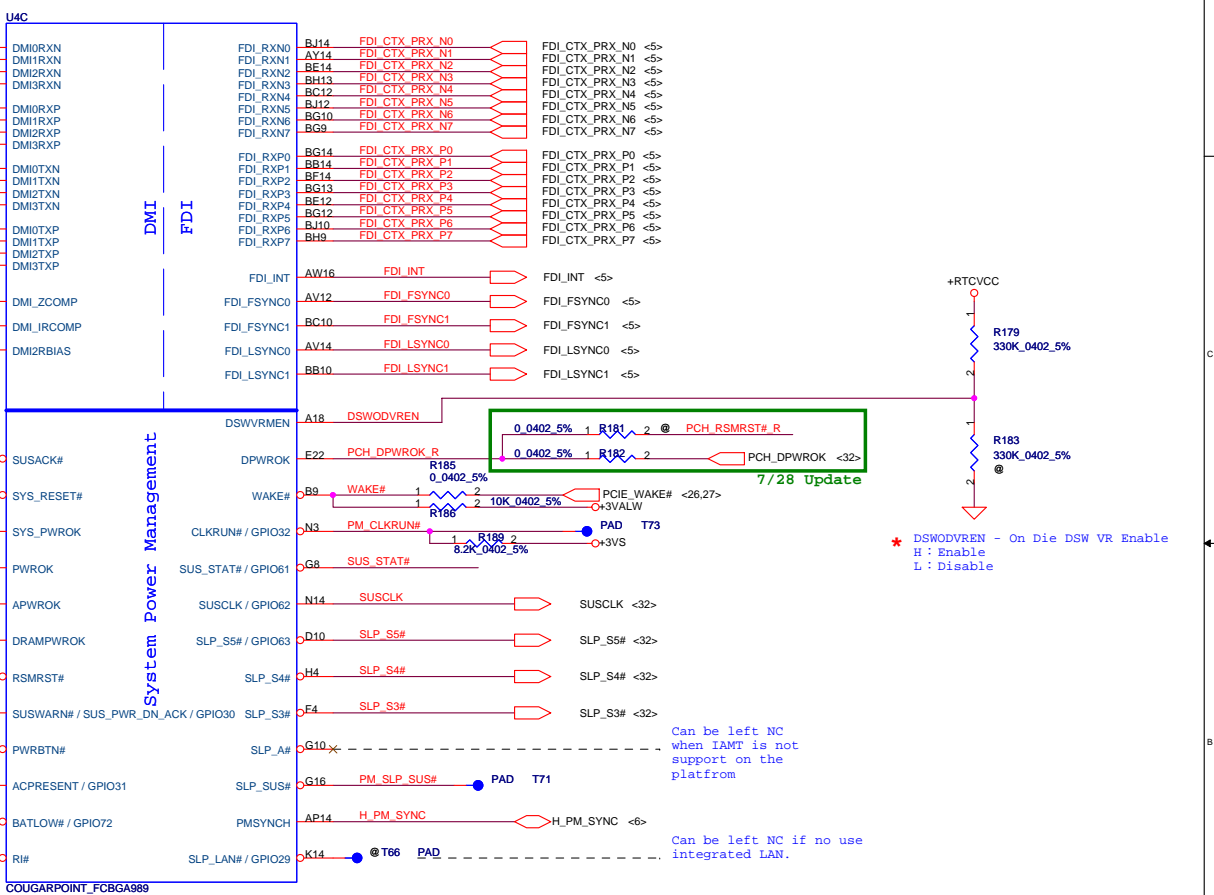 U4C
DMI0RXN
DMI1RXN
DMI2RXN
DMI3RXN
DMI0RXP
DMI1RXP
DMI2RXP
DMI3RXP
DMI0TXN
DMI1TXN
DMI2TXN
DMI3TXN
DMI0TXP
DMI1TXP
DMI2TXP
DMI3TXP
DMI_ZCOMP
DMI_IRCOMP
DMI2RBIAS
DMI
FDI
FDI_RXN0 BJ14 FDI_CTX_PRX_N0 FDI_CTX_PRX_N0 <5>
FDI_RXN1 AY14 FDI_CTX_PRX_N1 FDI_CTX_PRX_N1 <5>
FDI_RXN2 BE14 FDI_CTX_PRX_N2 FDI_CTX_PRX_N2 <5>
FDI_RXN3 BH13 FDI_CTX_PRX_N3 FDI_CTX_PRX_N3 <5>
FDI_RXN4 BC12 FDI_CTX_PRX_N4 FDI_CTX_PRX_N4 <5>
FDI_RXN5 BJ12 FDI_CTX_PRX_N5 FDI_CTX_PRX_N5 <5>
FDI_RXN6 BG10 FDI_CTX_PRX_N6 FDI_CTX_PRX_N6 <5>
FDI_RXN7 BG9 FDI_CTX_PRX_N7 FDI_CTX_PRX_N7 <5>
FDI_RXP0 BG14 FDI_CTX_PRX_P0 FDI_CTX_PRX_P0 <5>
FDI_RXP1 BB14 FDI_CTX_PRX_P1 FDI_CTX_PRX_P1 <5>
FDI_RXP2 BF14 FDI_CTX_PRX_P2 FDI_CTX_PRX_P2 <5>
FDI_RXP3 BG13 FDI_CTX_PRX_P3 FDI_CTX_PRX_P3 <5>
FDI_RXP4 BE12 FDI_CTX_PRX_P4 FDI_CTX_PRX_P4 <5>
FDI_RXP5 BG12 FDI_CTX_PRX_P5 FDI_CTX_PRX_P5 <5>
FDI_RXP6 BJ10 FDI_CTX_PRX_P6 FDI_CTX_PRX_P6 <5>
FDI_RXP7 BH9 FDI_CTX_PRX_P7 FDI_CTX_PRX_P7 <5>
FDI_INT AW16 FDI_INT FDI_INT <5>
FDI_FSYNC0 AV12 FDI_FSYNC0 FDI_FSYNC0 <5>
FDI_FSYNC1 BC10 FDI_FSYNC1 FDI_FSYNC1 <5>
FDI_LSYNC0 AV14 FDI_LSYNC0 FDI_LSYNC0 <5>
FDI_LSYNC1 BB10 FDI_LSYNC1 FDI_LSYNC1 <5>
+RTCVCC
1
R179
330K_0402_5%
2
C
1
R183
330K_0402_5%
@
2
* DSWODVREN - On Die DSW VR Enable
H : Enable
L : Disable
System Power Management
DSWVRMEN A18 DSWODVREN
0_0402_5% 1 R181 2 @ PCH_RSMRST#_R
SUSACK# DPWROK E22 PCH_DPWROK_R 0_0402_5% 1 R182 2 PCH_DPWROK <32>
7/28 Update
R185
0_0402_5%
SYS_RESET# WAKE# B9 WAKE# 1 2 PCIE_WAKE# <26,27>
1 R186 2 10K_0402_5% +3VALW
SYS_PWROK CLKRUN# / GPIO32 N3 PM_CLKRUN# PAD T73
1 R189 2 +3VS
8.2K_0402_5%
PWROK SUS_STAT# / GPIO61 G8 SUS_STAT#
APWROK SUSCLK / GPIO62 N14 SUSCLK SUSCLK <32>
DRAMPWROK SLP_S5# / GPIO63 D10 SLP_S5# SLP_S5# <32>
RSMRST# SLP_S4# H4 SLP_S4# SLP_S4# <32>
SUSWARN# / SUS_PWR_DN_ACK / GPIO30 SLP_S3# F4 SLP_S3# SLP_S3# <32>
PWRBTN# SLP_A# G10
Can be left NC
when IAMT is not
support on the
platfrom
B
ACPRESENT / GPIO31 SLP_SUS# G16 PM_SLP_SUS# PAD T71
BATLOW# / GPIO72 PMSYNCH AP14 H_PM_SYNC H_PM_SYNC <6>
RI# SLP_LAN# / GPIO29 K14 @ T66 PAD
Can be left NC if no use
integrated LAN.
COUGARPOINT_FCBGA989